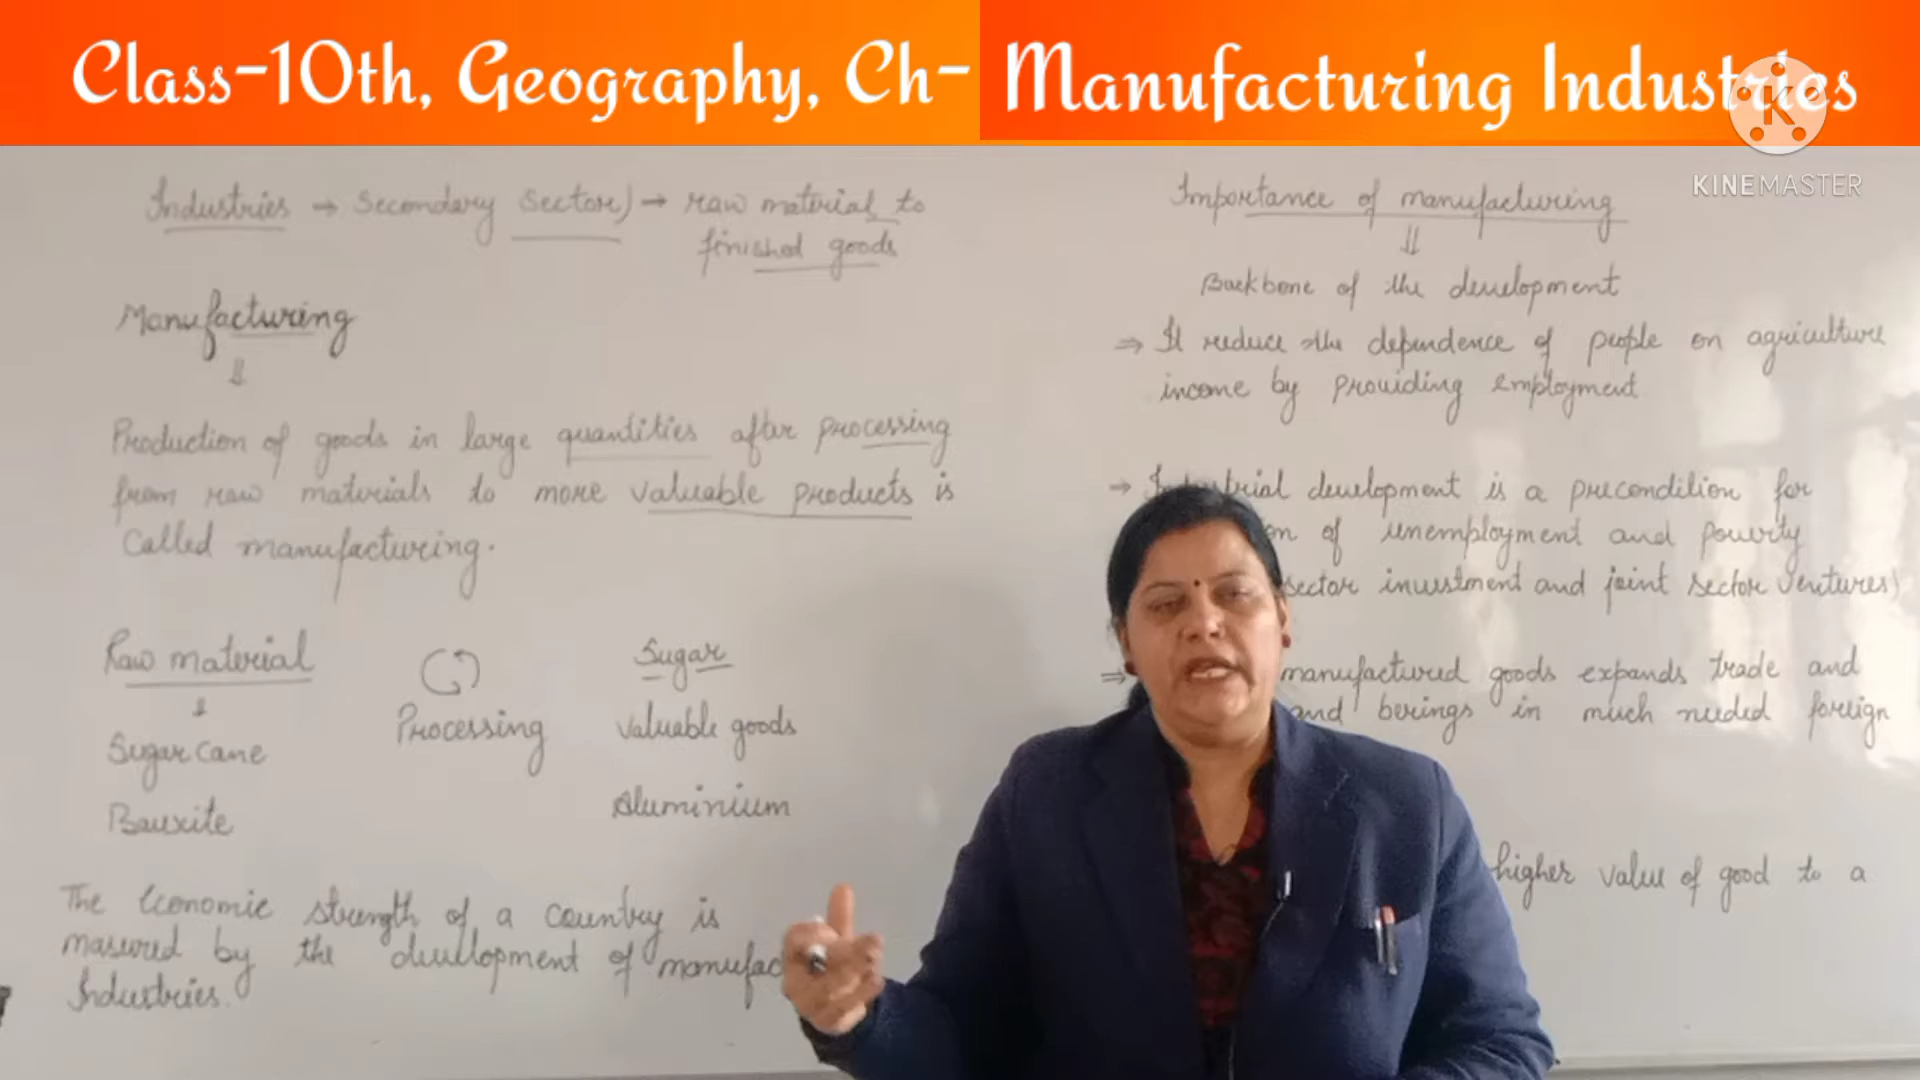 Class-10th, Geography, Ch- Manufacturing Industries
KINEMASTER
Industries → Secondary Sector) → raw material to
finished goods
Manufacturing
⇓
Production of goods in large quantities after processing
from raw materials to more valuable products is
Called manufacturing.
Raw material
↓
Sugarcane
Bauxite
Processing
Sugar
valuable goods
Aluminium
The Economic strength of a country is
masured by the development of manufac
Industries.
Importance of manufacturing
⇓
Backbone of the development
⇒ It reduce the dependence of people on agriculture
income by providing employment
→ Industrial development is a precondition for
of unemployment and poverty
sector investment and joint sector ventures)
⇒ manufactured goods expands trade and
and berings in much needed foreign
higher value of good to a